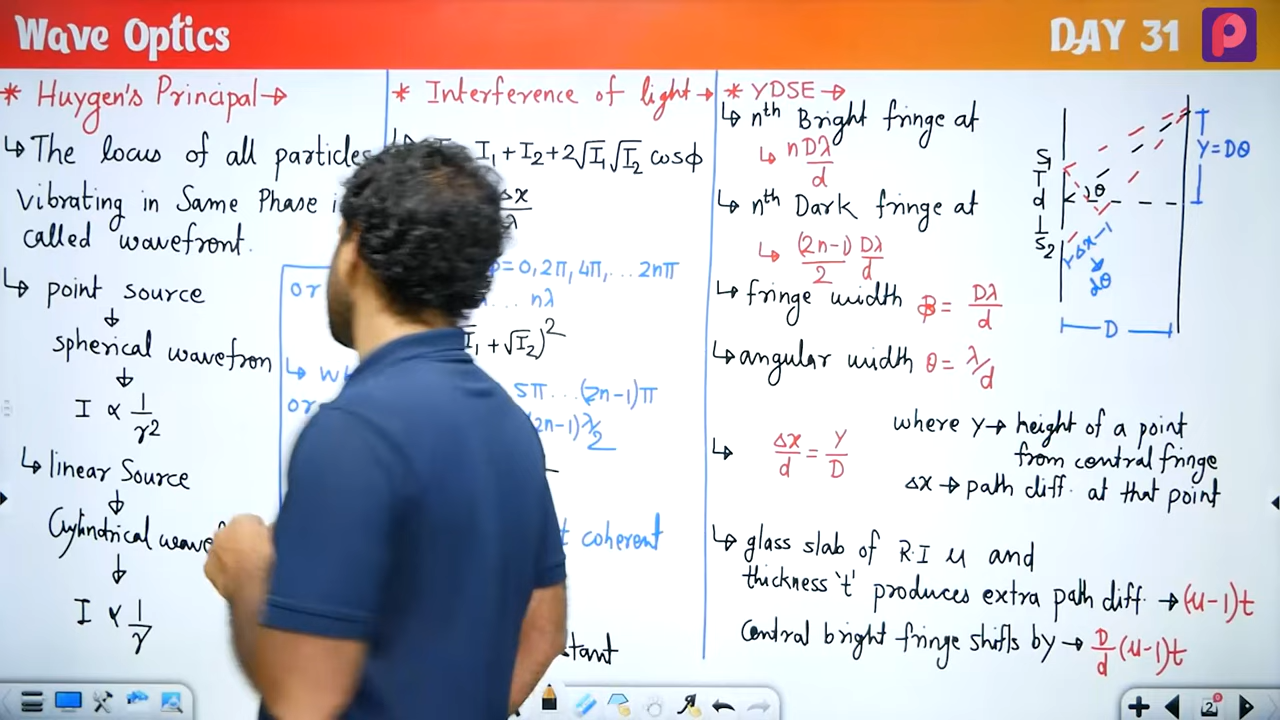 Wave Optics
DAY 31
* Huygen's Principal →
↳ The locus of all particles
vibrating in Same Phase
called wavefront.
↳ point source
↓
spherical wavefron
↓
I ∝ 1/r²
↳ linear Source
↓
Cylindrical wave
↓
I ∝ 1/r
* Interference of light →
I₁ + I₂ + 2√I₁ √I₂ cosϕ
Δx/λ
= 0, 2π, 4π, ... 2nπ
or
... nλ
I₁ + √I₂)²
↳
or
5π ... (2n-1)π
(2n-1)λ/2
coherent
* YDSE →
↳ nth Bright fringe at
↳ nDλ/d
↳ nth Dark fringe at
↳ (2n-1)/2 Dλ/d
↳ fringe width β = Dλ/d
↳ angular width θ = λ/d
↳ Δx/d = Y/D
where y → height of a point
from central fringe
Δx → path diff. at that point
↳ glass slab of R.I u and
thickness 't' produces extra path diff. → (u-1)t
Central bright fringe shifts by → D/d (u-1)t
S₁
d
S₂
θ
Y = Dθ
Δx-1
dθ
D